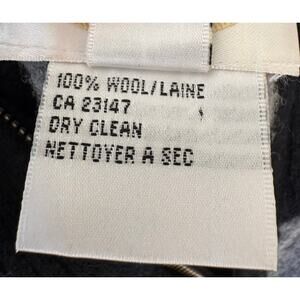 100% WOOL/LAINE
CA 23147
DRY CLEAN
NETTOYER A SEC